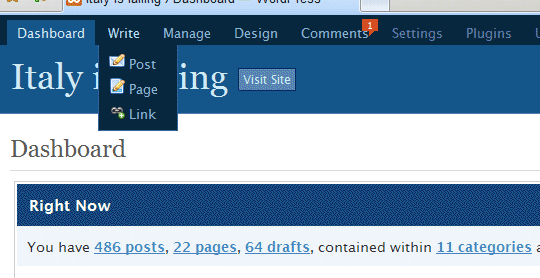 Italy is falling › Dashboard — WordPress
Dashboard Write Manage Design Comments 1 Settings Plugins
Post
Italy i ing Visit Site
Page
Link
Dashboard
Right Now
You have 486 posts, 22 pages, 64 drafts, contained within 11 categories a